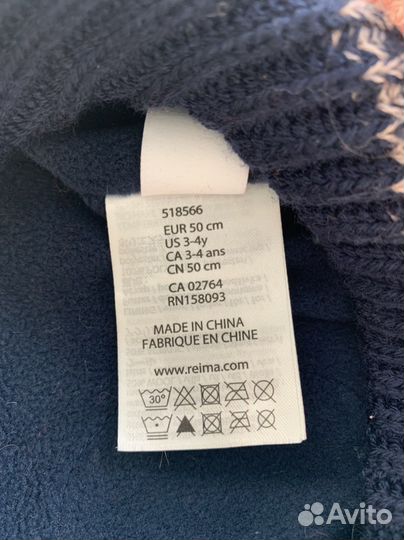 518566
EUR 50 cm
US 3-4y
CA 3-4 ans
CN 50 cm
CA 02764
RN158093
MADE IN CHINA
FABRIQUE EN CHINE
www.reima.com
30°
Avito